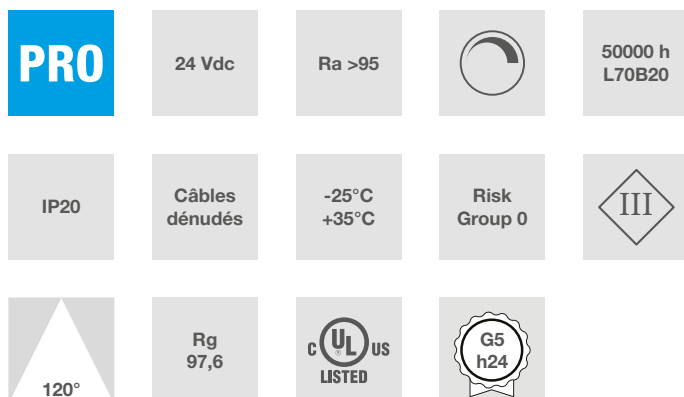 PRO
24 Vdc
Ra >95
50000 h
L70B20
IP20
Câbles
dénudés
-25°C
+35°C
Risk
Group 0
III
120°
Rg
97,6
C UL US
®
LISTED
G5
h24